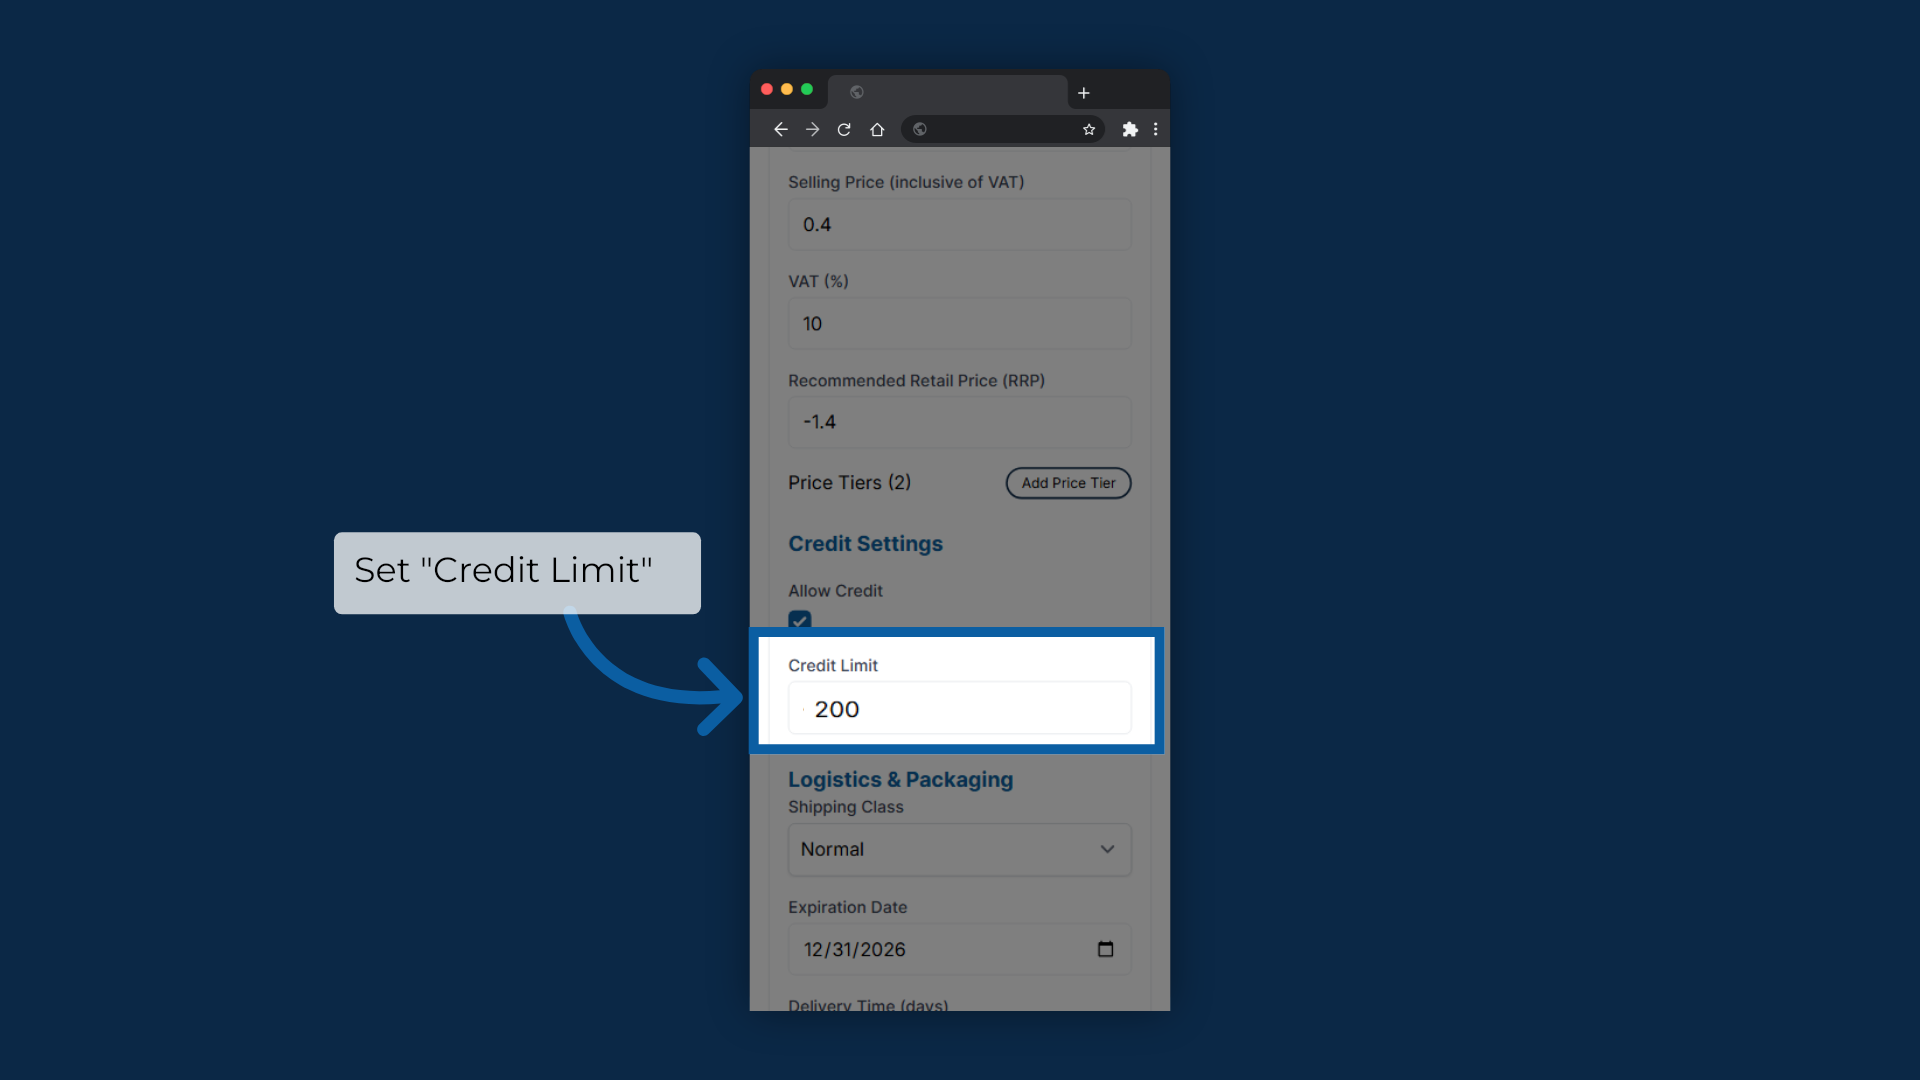 Selling Price (inclusive of VAT)
0.4
VAT (%)
10
Recommended Retail Price (RRP)
-1.4
Price Tiers (2)
Add Price Tier
Credit Settings
Allow Credit
Set "Credit Limit"
Credit Limit
200
Logistics & Packaging
Shipping Class
Normal
Expiration Date
12/31/2026
Delivery Time (days)